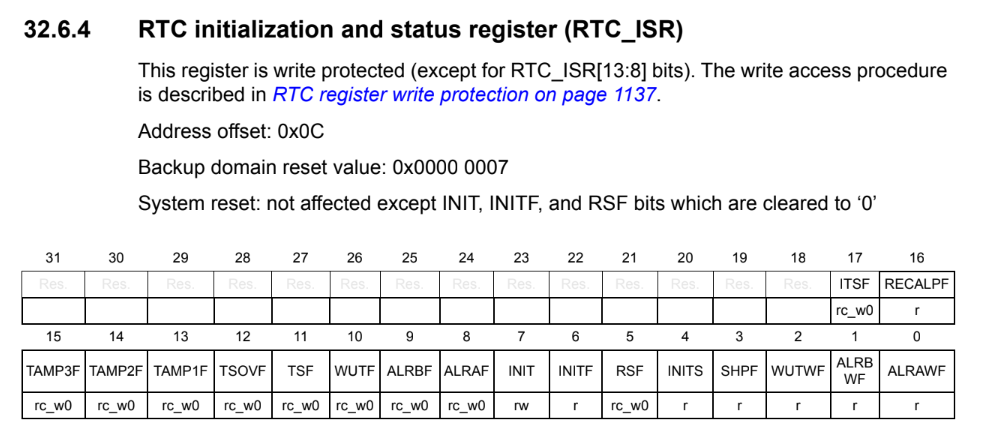 32.6.4 RTC initialization and status register (RTC_ISR)
This register is write protected (except for RTC_ISR[13:8] bits). The write access procedure
is described in RTC register write protection on page 1137.
Address offset: 0x0C
Backup domain reset value: 0x0000 0007
System reset: not affected except INIT, INITF, and RSF bits which are cleared to ‘0’
31 30 29 28 27 26 25 24 23 22 21 20 19 18 17 16
Res. Res. Res. Res. Res. Res. Res. Res. Res. Res. Res. Res. Res. Res. ITSF RECALPF
rc_w0 r
15 14 13 12 11 10 9 8 7 6 5 4 3 2 1 0
TAMP3F TAMP2F TAMP1F TSOVF TSF WUTF ALRBF ALRAF INIT INITF RSF INITS SHPF WUTWF ALRB WF ALRAWF
rc_w0 rc_w0 rc_w0 rc_w0 rc_w0 rc_w0 rc_w0 rc_w0 rw r rc_w0 r r r r r